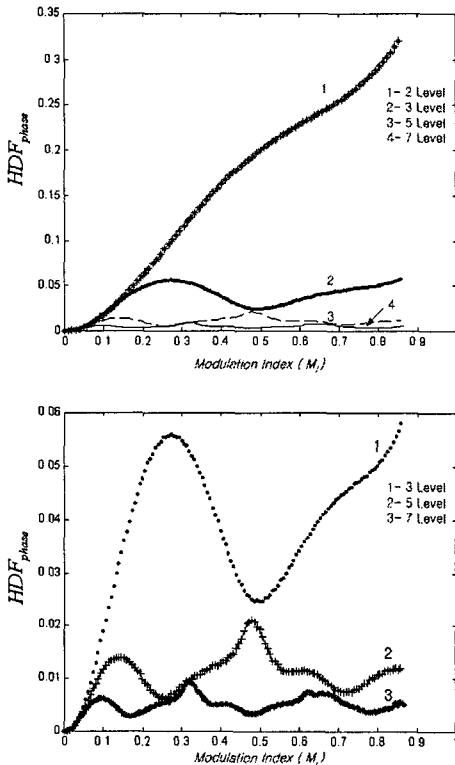 0.35
0.3
0.25
0.2
0.15
0.1
0.05
0
HDFphase
1
1- 2 Level
2- 3 Level
3- 5 Level
4- 7 Level
2
3
4
0 0.1 0.2 0.3 0.4 0.5 0.6 0.7 0.8 0.9
Modulation Index ( Mi )
0.06
0.05
0.04
0.03
0.02
0.01
0
HDFphase
1
1- 3 Level
2- 5 Level
3- 7 Level
2
3
0 0.1 0.2 0.3 0.4 0.5 0.6 0.7 0.8 0.9
Modulation Index ( Mi )